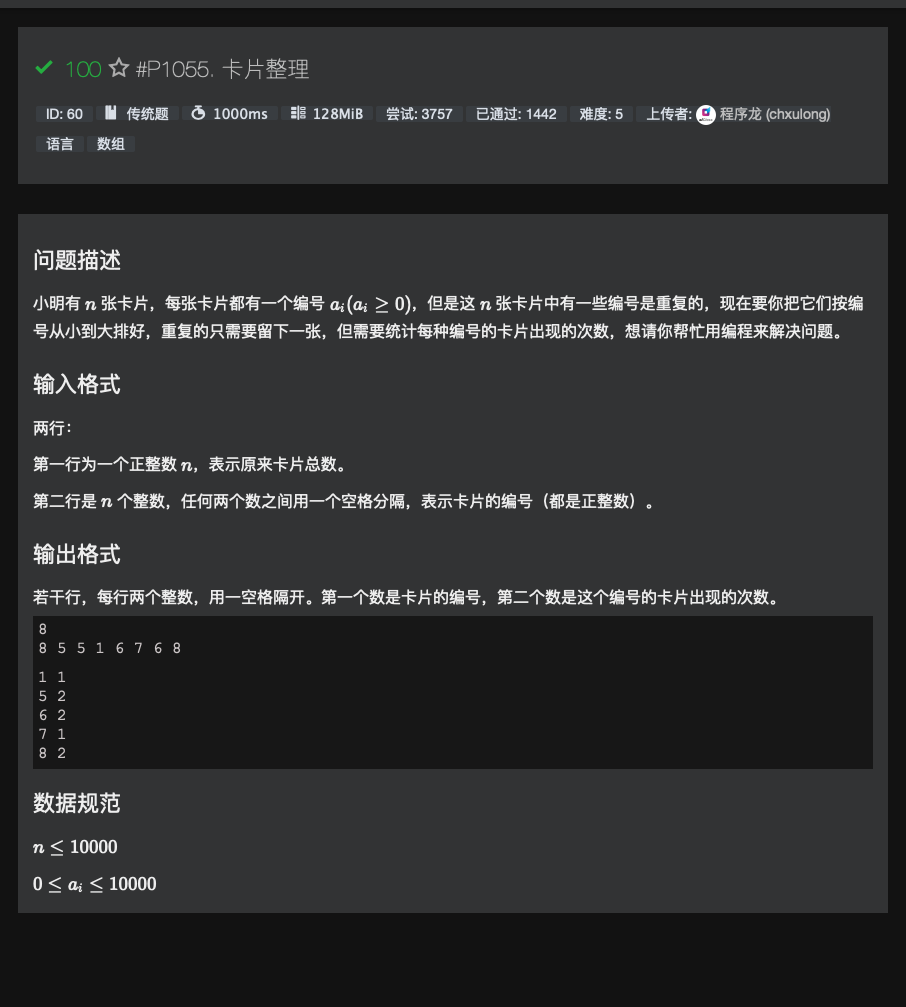 100 #P1055. 卡片整理
ID: 60 传统题 1000ms 128MiB 尝试: 3757 已通过: 1442 难度: 5 上传者: 程序龙 (chxulong)
语言 数组
问题描述
小明有 n 张卡片，每张卡片都有一个编号 aᵢ(aᵢ ≥ 0)，但是这 n 张卡片中有一些编号是重复的，现在要你把它们按编
号从小到大排好，重复的只需要留下一张，但需要统计每种编号的卡片出现的次数，想请你帮忙用编程来解决问题。
输入格式
两行：
第一行为一个正整数 n，表示原来卡片总数。
第二行是 n 个整数，任何两个数之间用一个空格分隔，表示卡片的编号（都是正整数）。
输出格式
若干行，每行两个整数，用一空格隔开。第一个数是卡片的编号，第二个数是这个编号的卡片出现的次数。
8
8 5 5 1 6 7 6 8
1 1
5 2
6 2
7 1
8 2
数据规范
n ≤ 10000
0 ≤ aᵢ ≤ 10000